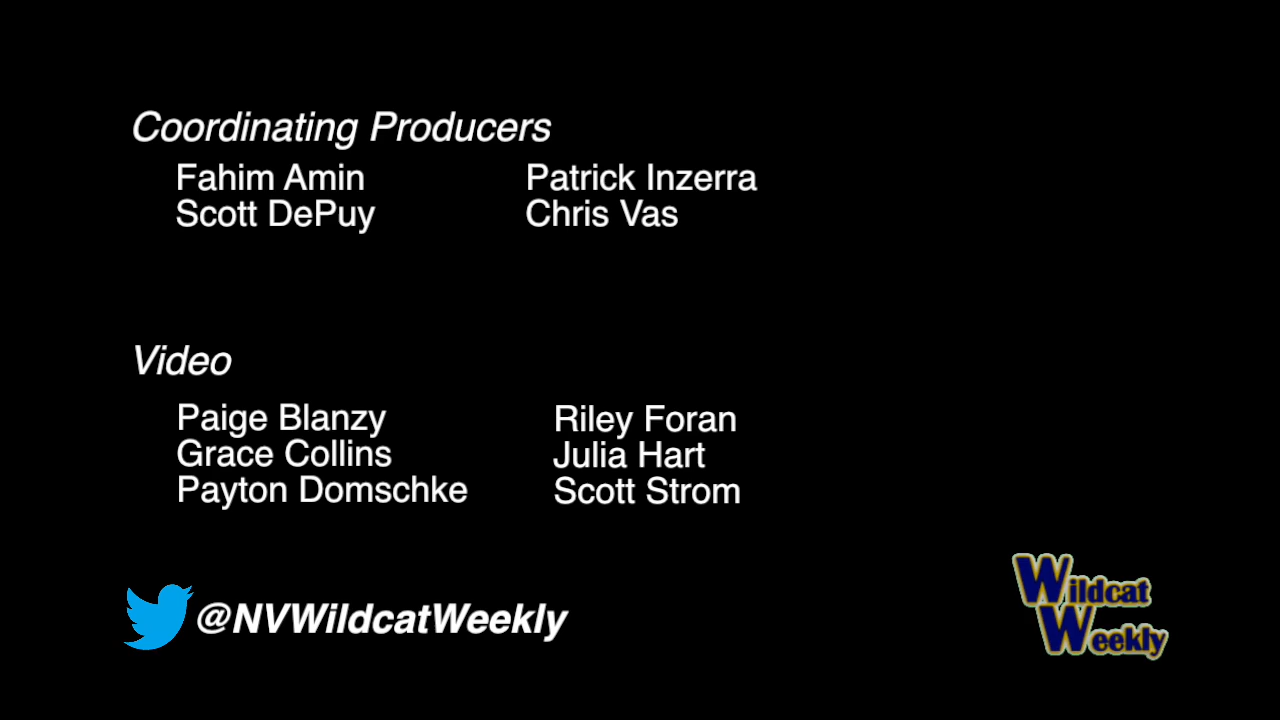 Coordinating Producers
Fahim Amin Patrick Inzerra
Scott DePuy Chris Vas
Video
Paige Blanzy Riley Foran
Grace Collins Julia Hart
Payton Domschke Scott Strom
@NVWildcatWeekly
Wildcat
Weekly